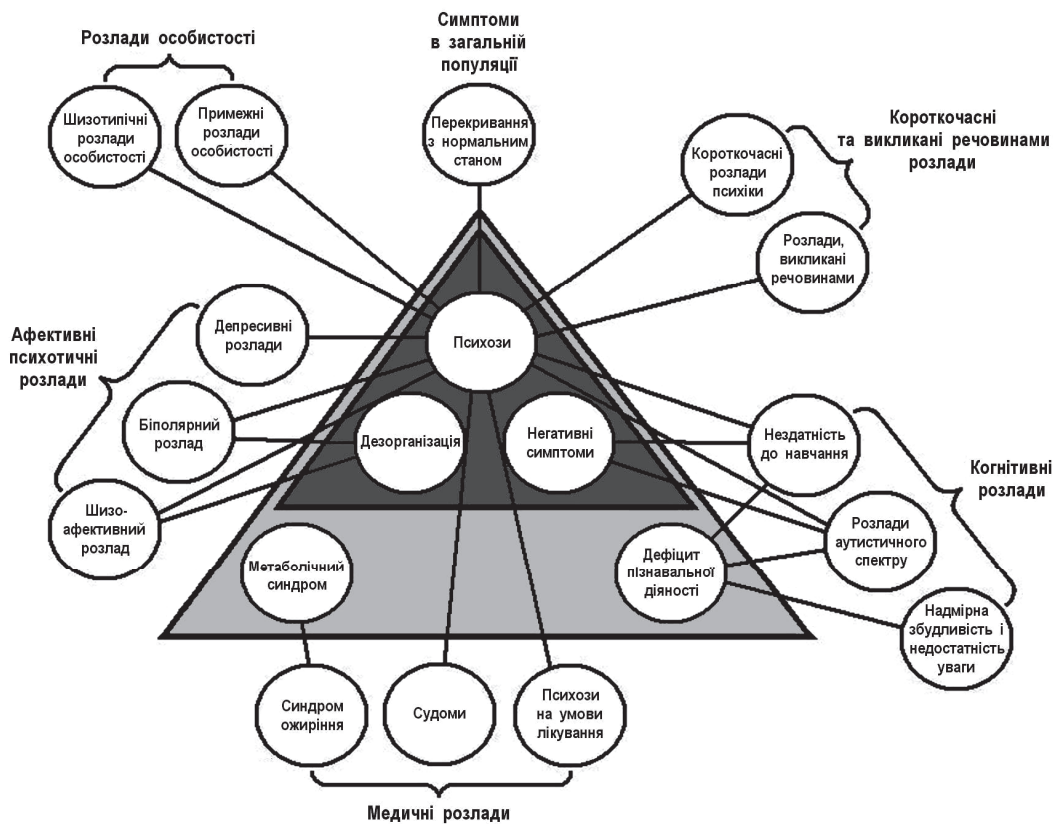 Розлади особистості
Шизотипічні
розлади
особистості
Примежні
розлади
особистості
Симптоми
в загальній
популяції
Перекривання
з нормальним
станом
Короткочасні
та викликані речовинами
розлади
Короткочасні
розлади
психіки
Розлади,
викликані
речовинами
Афективні
психотичні
розлади
Депресивні
розлади
Біполярний
розлад
Шизо-
афективний
розлад
Психози
Дезорганізація
Негативні
симптоми
Метаболічний
синдром
Дефіцит
пізнавальної
діяності
Когнітивні
розлади
Нездатність
до навчання
Розлади
аутистичного
спектру
Надмірна
збудливість і
недостатність
уваги
Синдром
ожиріння
Судоми
Психози
на умови
лікування
Медичні розлади